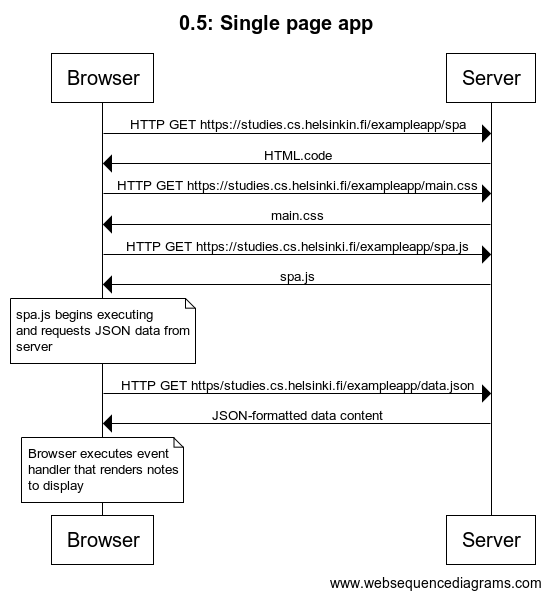 0.5: Single page app
Browser
Server
HTTP GET https://studies.cs.helsinkin.fi/exampleapp/spa
HTML.code
HTTP GET https://studies.cs.helsinki.fi/exampleapp/main.css
main.css
HTTP GET https://studies.cs.helsinki.fi/exampleapp/spa.js
spa.js
spa.js begins executing
and requests JSON data from
server
HTTP GET https/studies.cs.helsinki.fi/exampleapp/data.json
JSON-formatted data content
Browser executes event
handler that renders notes
to display
Browser
Server
www.websequencediagrams.com